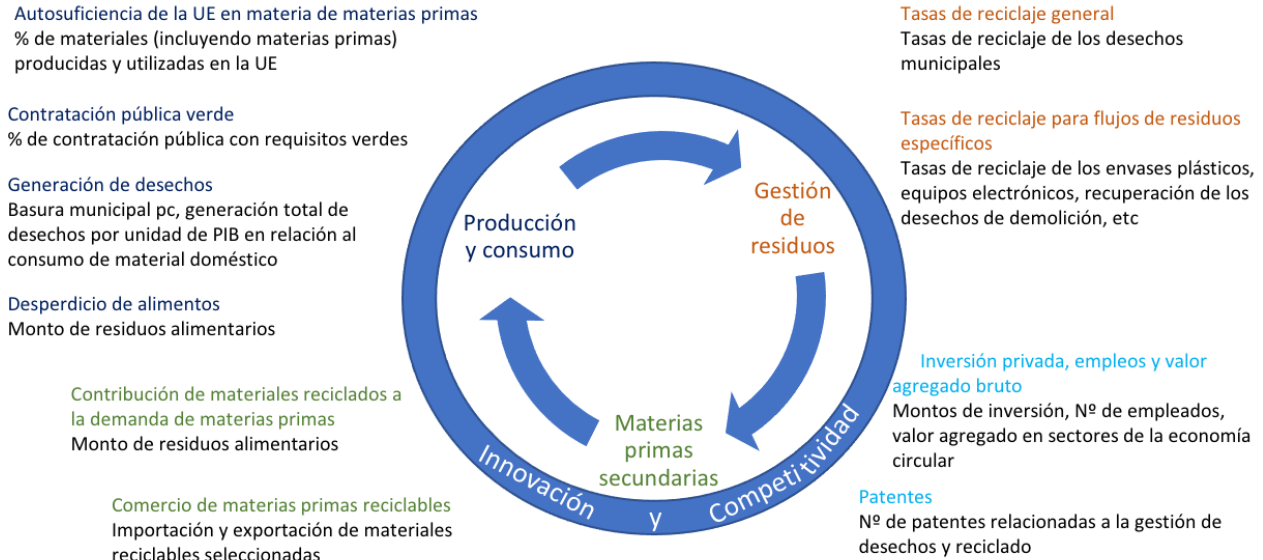 Autosuficiencia de la UE en materia de materias primas
% de materiales (incluyendo materias primas)
producidas y utilizadas en la UE
Contratación pública verde
% de contratación pública con requisitos verdes
Generación de desechos
Basura municipal pc, generación total de
desechos por unidad de PIB en relación al
consumo de material doméstico
Desperdicio de alimentos
Monto de residuos alimentarios
Contribución de materiales reciclados a
la demanda de materias primas
Monto de residuos alimentarios
Comercio de materias primas reciclables
Importación y exportación de materiales
reciclables seleccionadas
Producción
y consumo
Gestión
de
residuos
Materias
primas
secundarias
Innovación y Competitividad
Tasas de reciclaje general
Tasas de reciclaje de los desechos
municipales
Tasas de reciclaje para flujos de residuos
específicos
Tasas de reciclaje de los envases plásticos,
equipos electrónicos, recuperación de los
desechos de demolición, etc
Inversión privada, empleos y valor
agregado bruto
Montos de inversión, Nº de empleados,
valor agregado en sectores de la economía
circular
Patentes
Nº de patentes relacionadas a la gestión de
desechos y reciclado